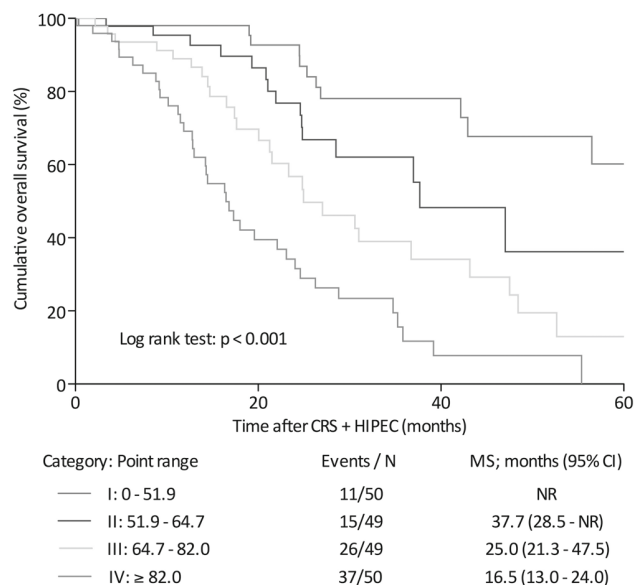 100
80
60
40
20
0
Cumulative overall survival (%)
Log rank test: p < 0.001
0 20 40 60
Time after CRS + HIPEC (months)
Category: Point range Events / N MS; months (95% CI)
I: 0 - 51.9 11/50 NR
II: 51.9 - 64.7 15/49 37.7 (28.5 - NR)
III: 64.7 - 82.0 26/49 25.0 (21.3 - 47.5)
IV: ≥ 82.0 37/50 16.5 (13.0 - 24.0)